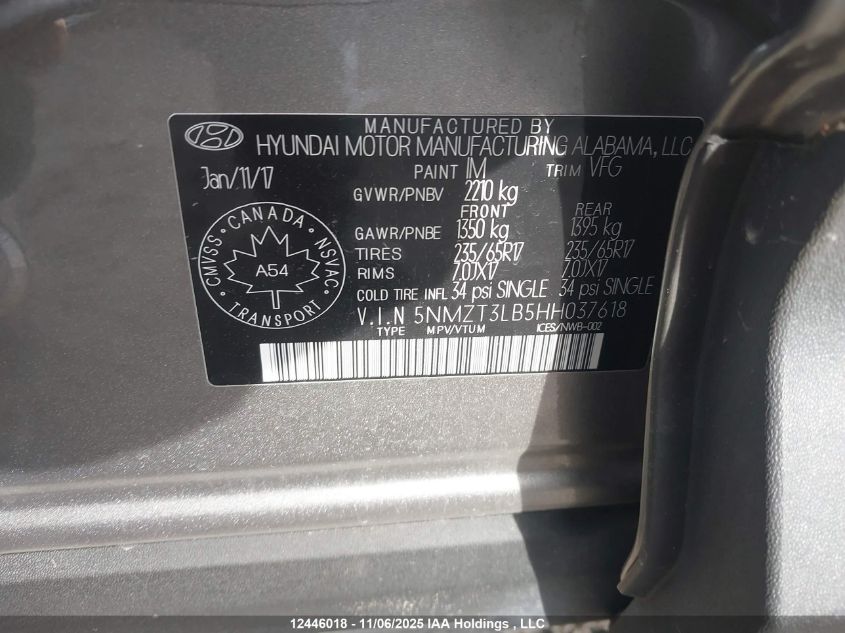 MANUFACTURED BY
HYUNDAI MOTOR MANUFACTURING ALABAMA, LLC
Jan/11/17 PAINT IM TRIM VFG
GVWR/PNBV 2210 kg
FRONT REAR
GAWR/PNBE 1350 kg 1395 kg
TIRES 235/65R17 235/65R17
RIMS 7.0JX17 7.0JX17
COLD TIRE INFL 34 psi SINGLE 34 psi SINGLE
V.I.N 5NMZT3LB5HH037618
TYPE MPV/VTUM ICES/NWB-002
CANADA
CMVSS NSVAC
A54
TRANSPORT
12446018 - 11/06/2025 IAA Holdings , LLC